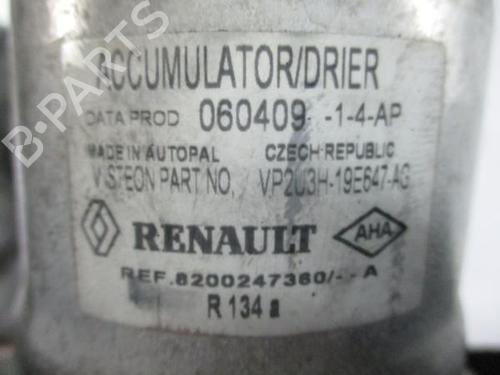 ACCUMULATOR/DRIER
DATA PROD 060409 -1-4-AP
MADE IN AUTOPAL CZECH REPUBLIC
VISTEON PART NO, VP2U3H-19E647-AG
RENAULT AHA
REF.8200247360/--A
R 134 a
B-PARTS